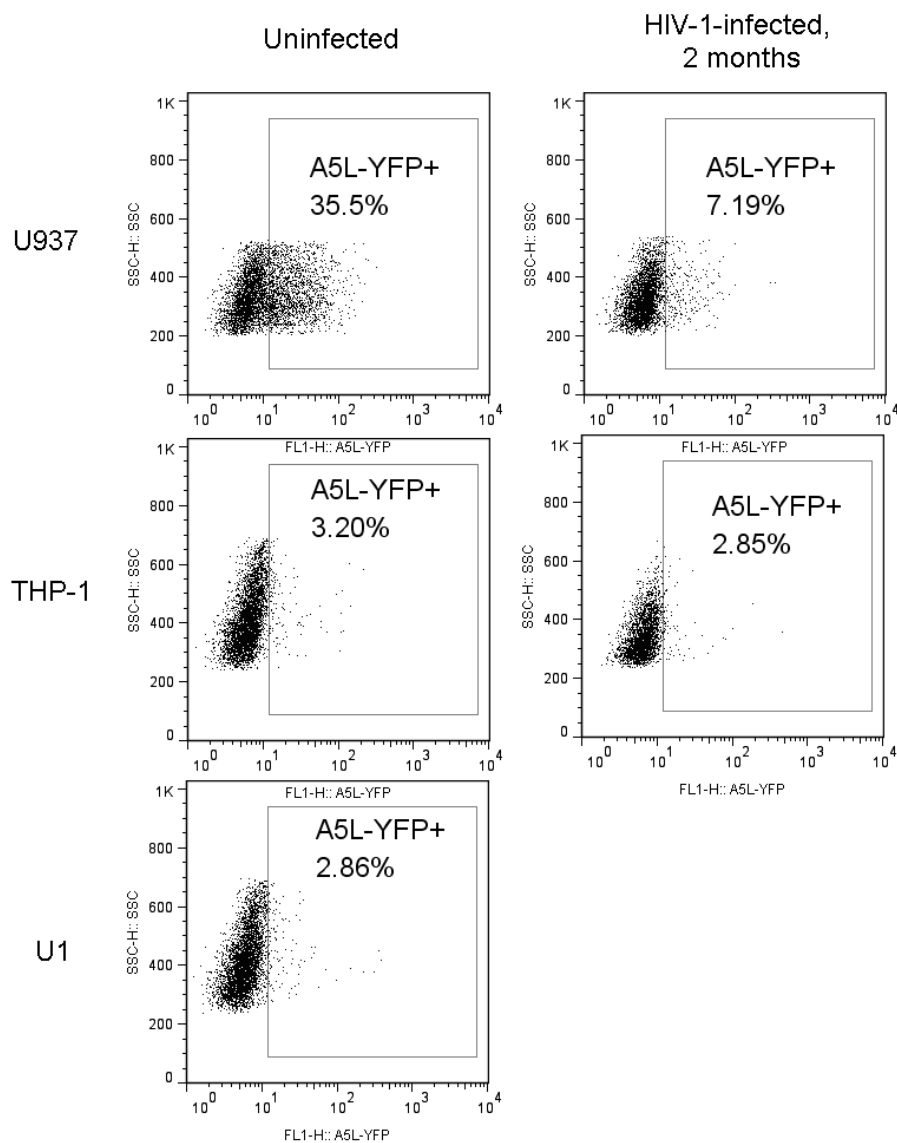 Uninfected
HIV-1-infected,
2 months
U937
1K
800
600
400
200
0
SSC-H:: SSC
A5L-YFP+
35.5%
10^0 10^1 10^2 10^3 10^4
FL1-H:: A5L-YFP
1K
800
600
400
200
0
SSC-H:: SSC
A5L-YFP+
7.19%
10^0 10^1 10^2 10^3 10^4
FL1-H:: A5L-YFP
THP-1
1K
800
600
400
200
0
SSC-H:: SSC
A5L-YFP+
3.20%
10^0 10^1 10^2 10^3 10^4
FL1-H:: A5L-YFP
1K
800
600
400
200
0
SSC-H:: SSC
A5L-YFP+
2.85%
10^0 10^1 10^2 10^3 10^4
FL1-H:: A5L-YFP
U1
1K
800
600
400
200
0
SSC-H:: SSC
A5L-YFP+
2.86%
10^0 10^1 10^2 10^3 10^4
FL1-H:: A5L-YFP